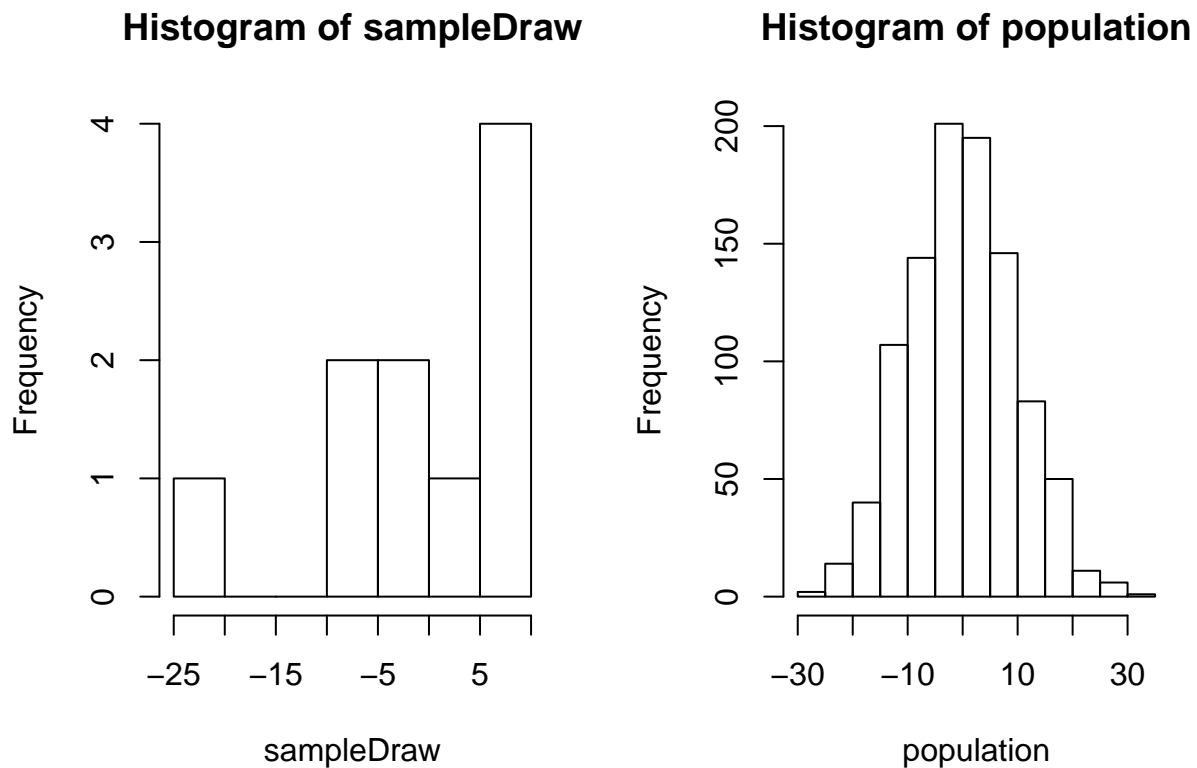 Histogram of sampleDraw
Frequency
4
3
2
1
0
−25 −15 −5 5
sampleDraw
Histogram of population
Frequency
200
150
100
50
0
−30 −10 10 30
population